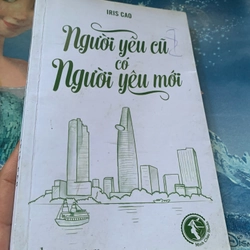 IRIS CAO
Người yêu cũ
có
Người yêu mới